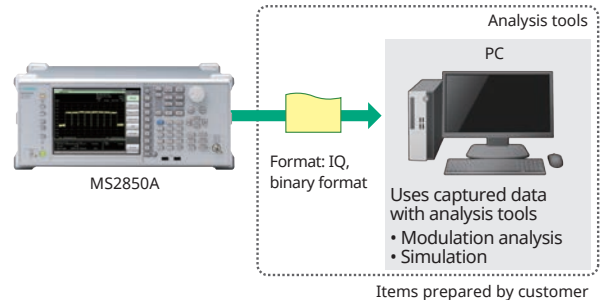 Analysis tools
PC
MS2850A
Format: IQ,
binary format
Uses captured data
with analysis tools
• Modulation analysis
• Simulation
Items prepared by customer